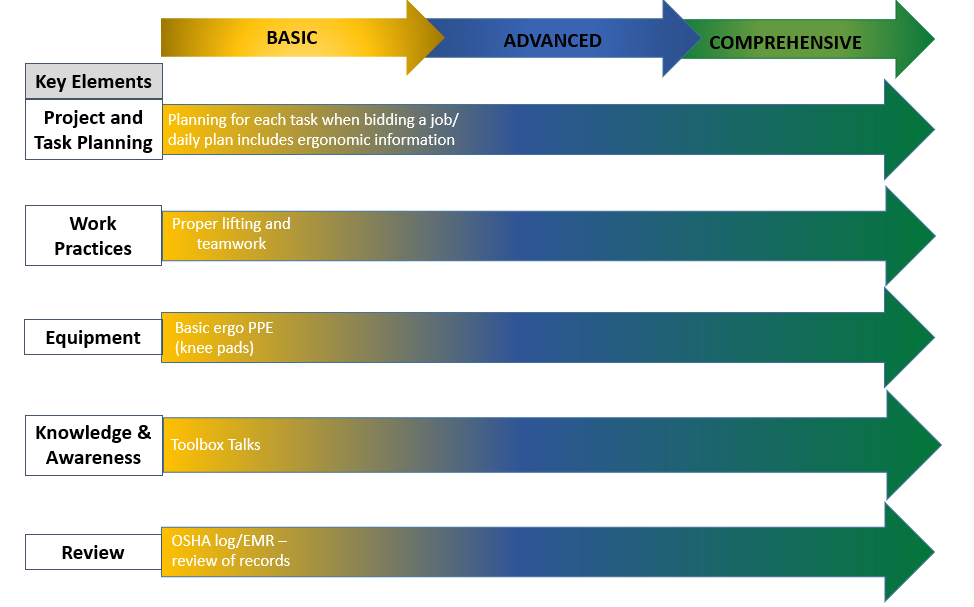 BASIC
ADVANCED
COMPREHENSIVE
Key Elements
Project and
Task Planning
Planning for each task when bidding a job/
daily plan includes ergonomic information
Work
Practices
Proper lifting and
teamwork
Equipment
Basic ergo PPE
(knee pads)
Knowledge &
Awareness
Toolbox Talks
Review
OSHA log/EMR –
review of records